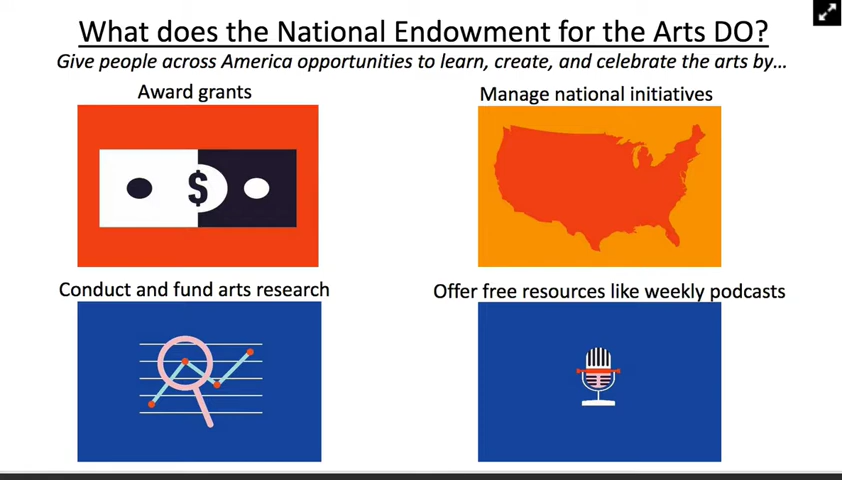 What does the National Endowment for the Arts DO?
Give people across America opportunities to learn, create, and celebrate the arts by…
Award grants
Manage national initiatives
$
Conduct and fund arts research
Offer free resources like weekly podcasts